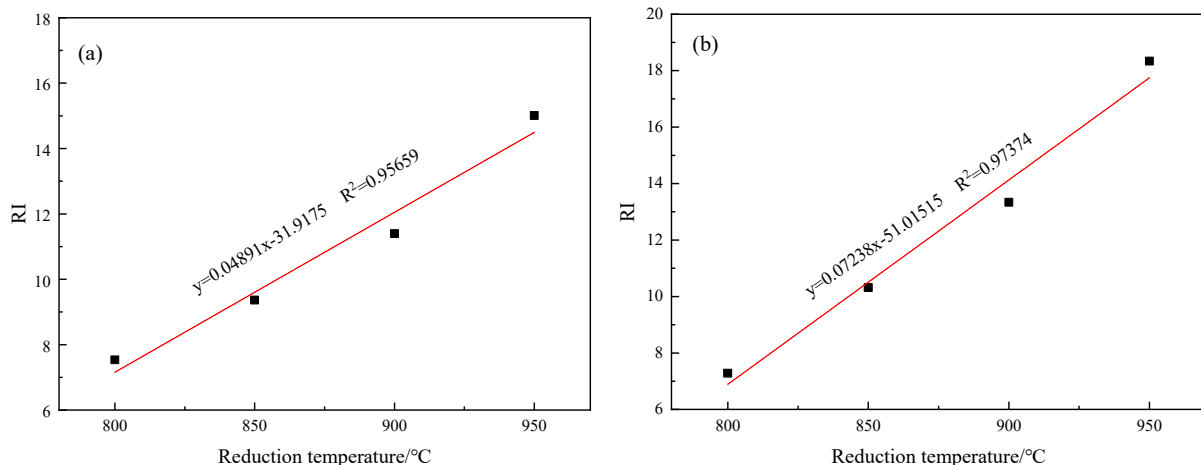 (a)
RI
18
16
14
12
10
8
6
y=0.04891x-31.9175 R²=0.95659
800 850 900 950
Reduction temperature/°C
(b)
RI
20
18
16
14
12
10
8
6
y=0.07238x-51.01515 R²=0.97374
800 850 900 950
Reduction temperature/°C